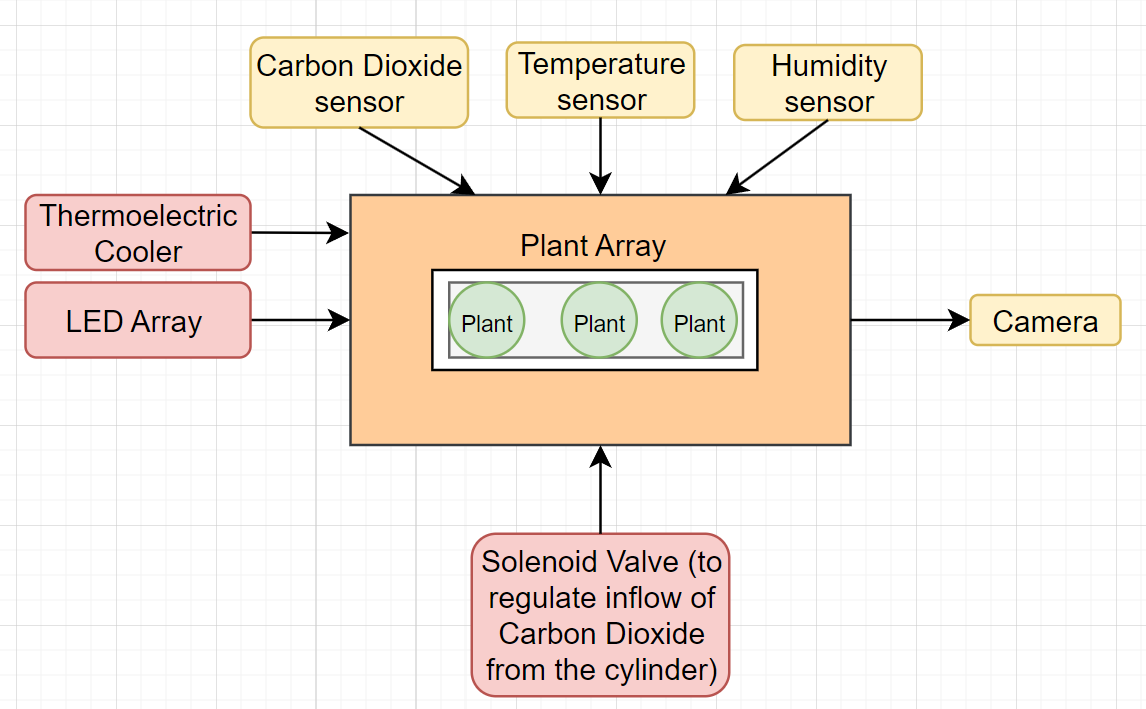 Carbon Dioxide
sensor
Temperature
sensor
Humidity
sensor
Thermoelectric
Cooler
LED Array
Plant Array
Plant
Plant
Plant
Camera
Solenoid Valve (to
regulate inflow of
Carbon Dioxide
from the cylinder)